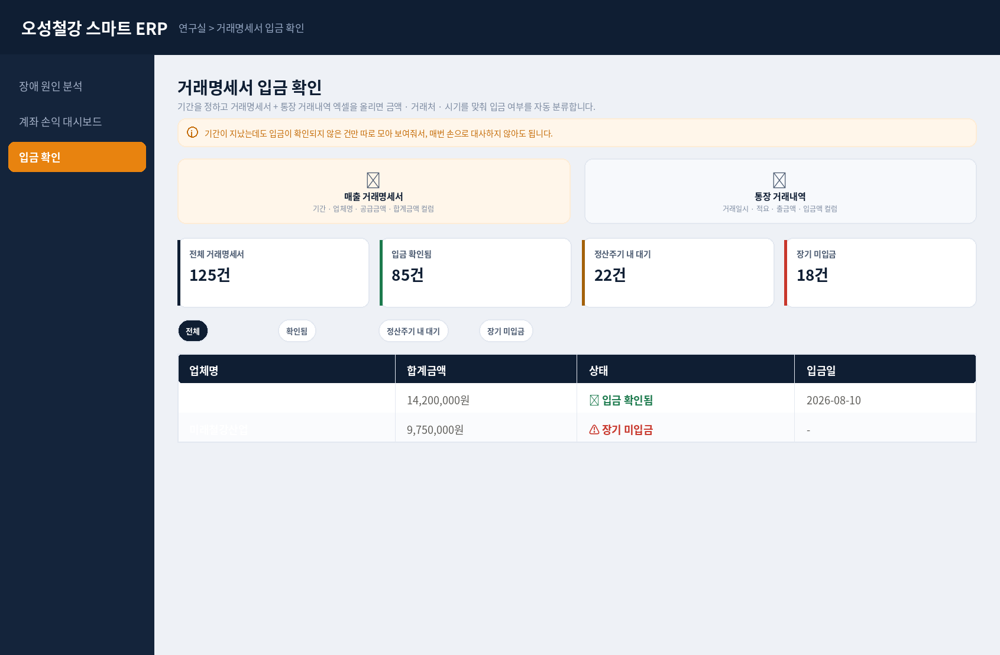 오성철강 스마트 ERP
연구실 > 거래명세서 입금 확인
장애 원인 분석
계좌 손익 대시보드
입금 확인
거래명세서 입금 확인
기간을 정하고 거래명세서 + 통장 거래내역 엑셀을 올리면 금액 · 거래처 · 시기를 맞춰 입금 여부를 자동 분류합니다.
기간이 지났는데도 입금이 확인되지 않은 건만 따로 모아 보여줘서, 매번 손으로 대사하지 않아도 됩니다.
매출 거래명세서
기간 · 업체명 · 공급금액 · 합계금액 컬럼
통장 거래내역
거래일시 · 적요 · 출금액 · 입금액 컬럼
전체 거래명세서
125건
입금 확인됨
85건
정산주기 내 대기
22건
장기 미입금
18건
전체
확인됨
정산주기 내 대기
장기 미입금
업체명 합계금액 상태 입금일
14,200,000원 입금 확인됨 2026-08-10
9,750,000원 ⚠ 장기 미입금 -